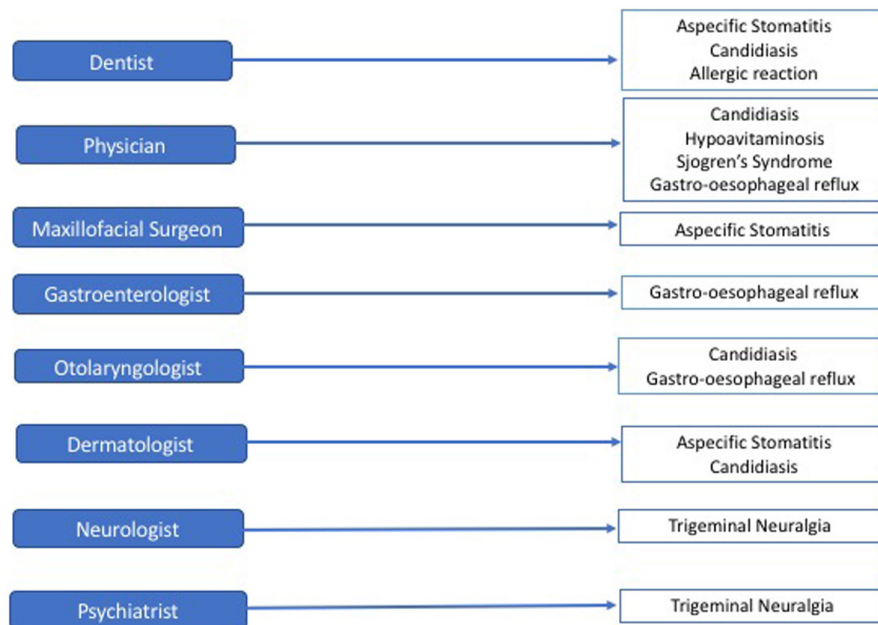 Dentist
Aspecific Stomatitis
Candidiasis
Allergic reaction
Physician
Candidiasis
Hypoavitaminosis
Sjogren's Syndrome
Gastro-oesophageal reflux
Maxillofacial Surgeon
Aspecific Stomatitis
Gastroenterologist
Gastro-oesophageal reflux
Otolaryngologist
Candidiasis
Gastro-oesophageal reflux
Dermatologist
Aspecific Stomatitis
Candidiasis
Neurologist
Trigeminal Neuralgia
Psychiatrist
Trigeminal Neuralgia